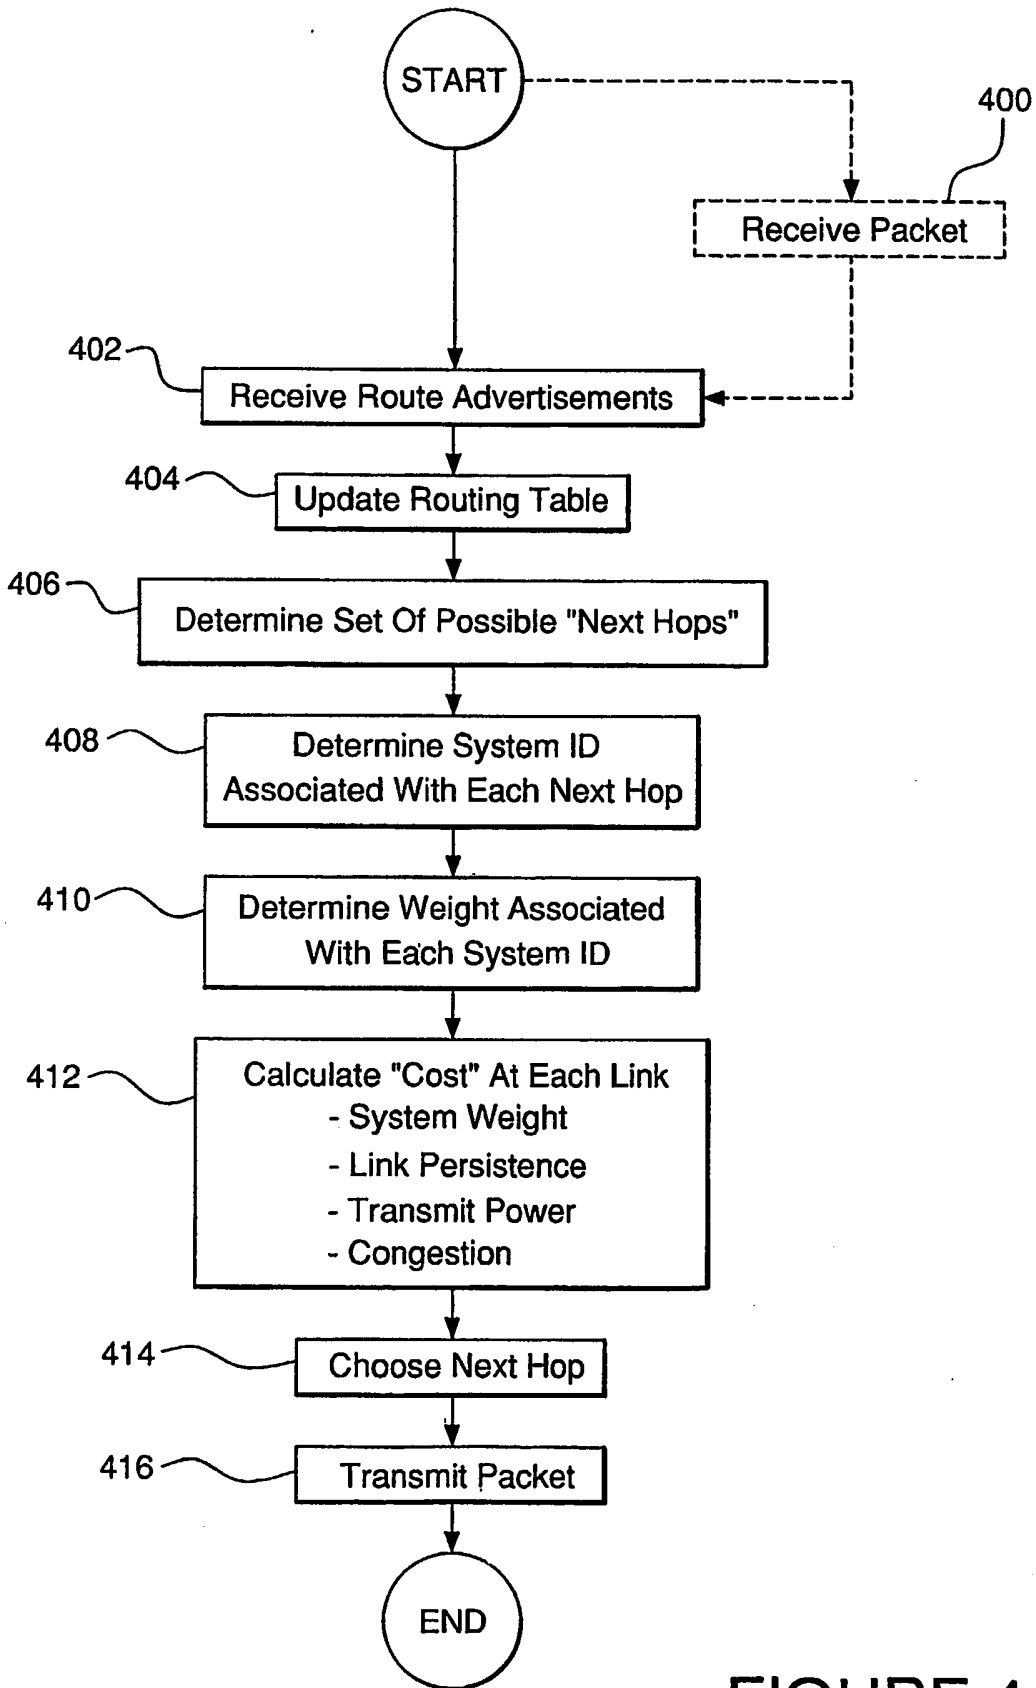 START
400
Receive Packet
402
Receive Route Advertisements
404
Update Routing Table
406
Determine Set Of Possible "Next Hops"
408
Determine System ID
Associated With Each Next Hop
410
Determine Weight Associated
With Each System ID
412
Calculate "Cost" At Each Link
- System Weight
- Link Persistence
- Transmit Power
- Congestion
414
Choose Next Hop
416
Transmit Packet
END
FIGURE 4